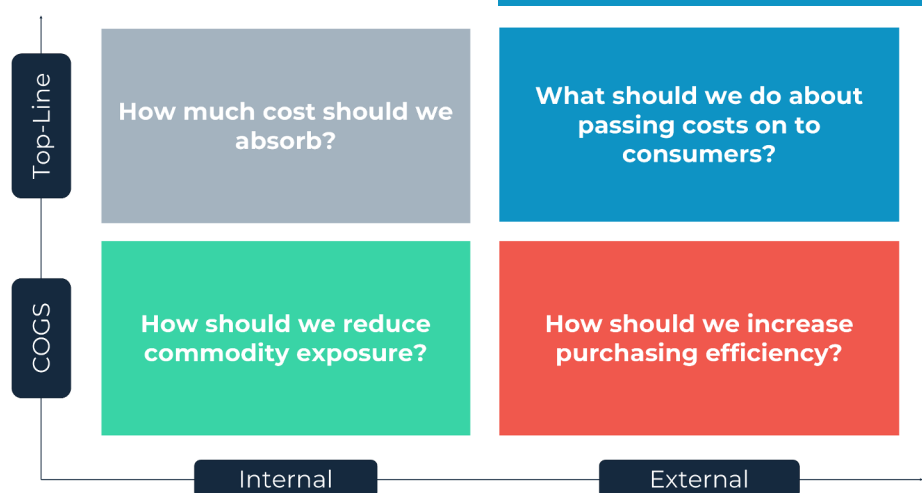 Top-Line
How much cost should we
absorb?
What should we do about
passing costs on to
consumers?
COGS
How should we reduce
commodity exposure?
How should we increase
purchasing efficiency?
Internal
External